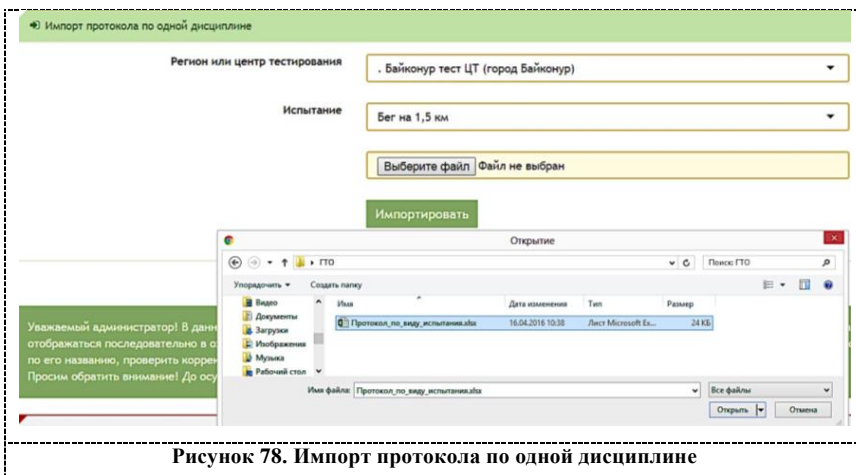 Импорт протокола по одной дисциплине
Регион или центр тестирования
. Байконур тест ЦТ (город Байконур)
Испытание
Бег на 1,5 км
Выберите файл Файл не выбран
Импортировать
Открытие
ГТО
Поиск: ГТО
Упорядочить
Создать папку
Видео
Документы
Загрузки
Изображения
Музыка
Рабочий стол
Имя
Дата изменения
Тип
Размер
Протокол_по_виду_испытания.xlsx
16.04.2016 10:38
Лист Microsoft Ex...
24 КБ
Уважаемый администратор! В данн
отображаться последовательно в о
по его названию, проверить коррек
Просим обратить внимание! До осу
Имя файла: Протокол_по_виду_испытания.xlsx
Все файлы
Открыть
Отмена
Рисунок 78. Импорт протокола по одной дисциплине